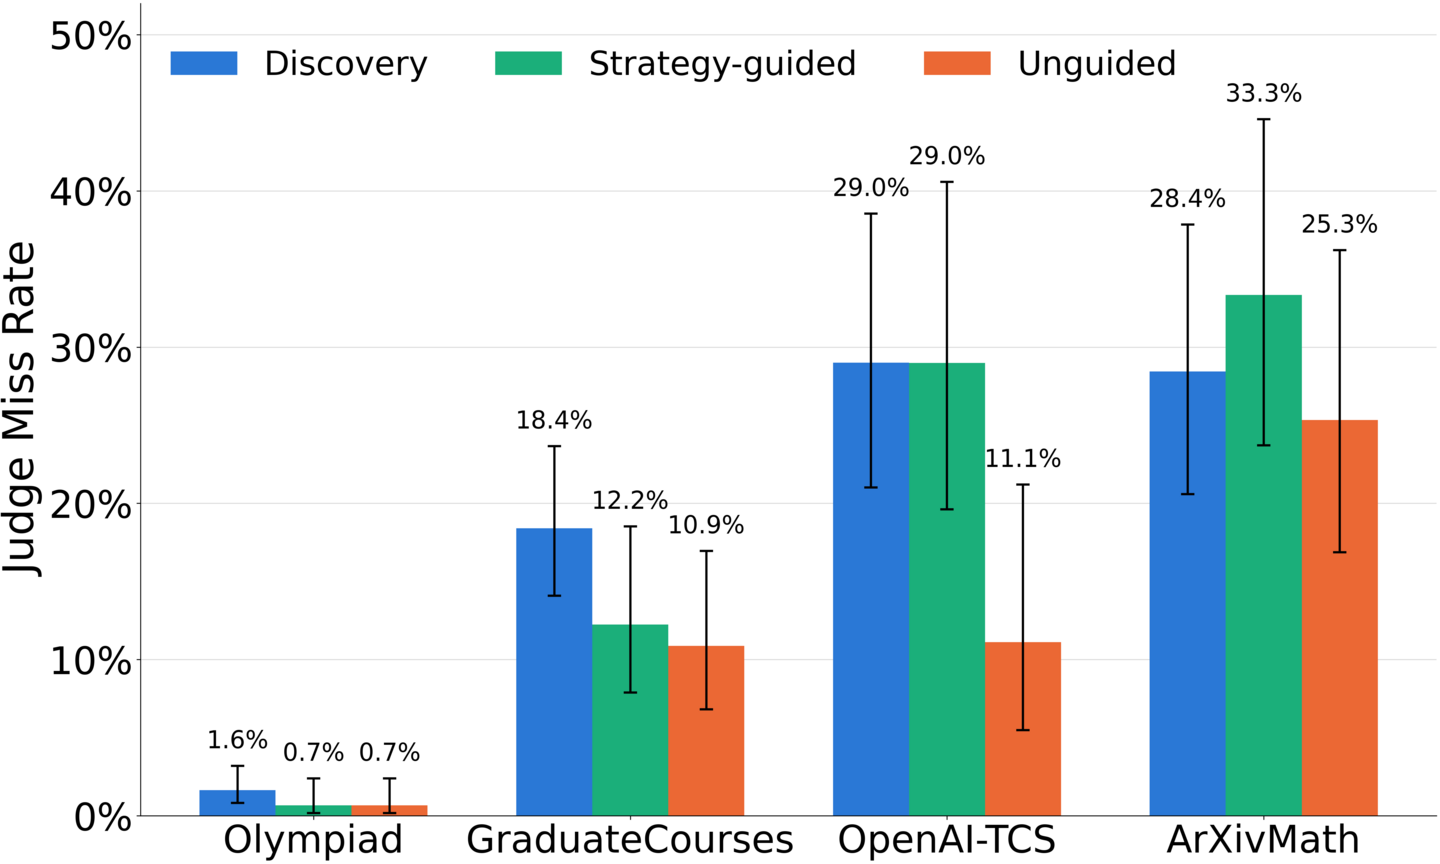 Judge Miss Rate
50%
40%
30%
20%
10%
0%
Discovery Strategy-guided Unguided
1.6% 0.7% 0.7%
18.4% 12.2% 10.9%
29.0% 29.0% 11.1%
28.4% 33.3% 25.3%
Olympiad GraduateCourses OpenAI-TCS ArXivMath